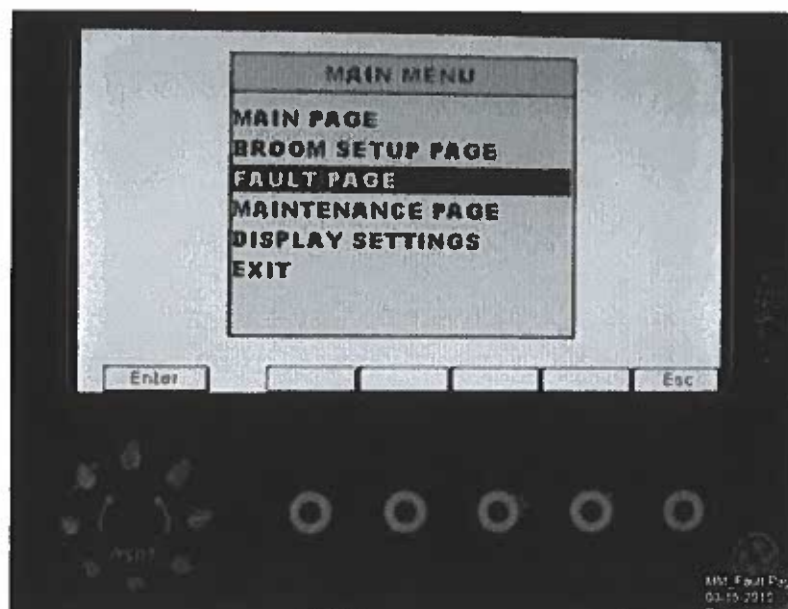 MAIN MENU
MAIN PAGE
BROOM SETUP PAGE
FAULT PAGE
MAINTENANCE PAGE
DISPLAY SETTINGS
EXIT
Enter
Esc